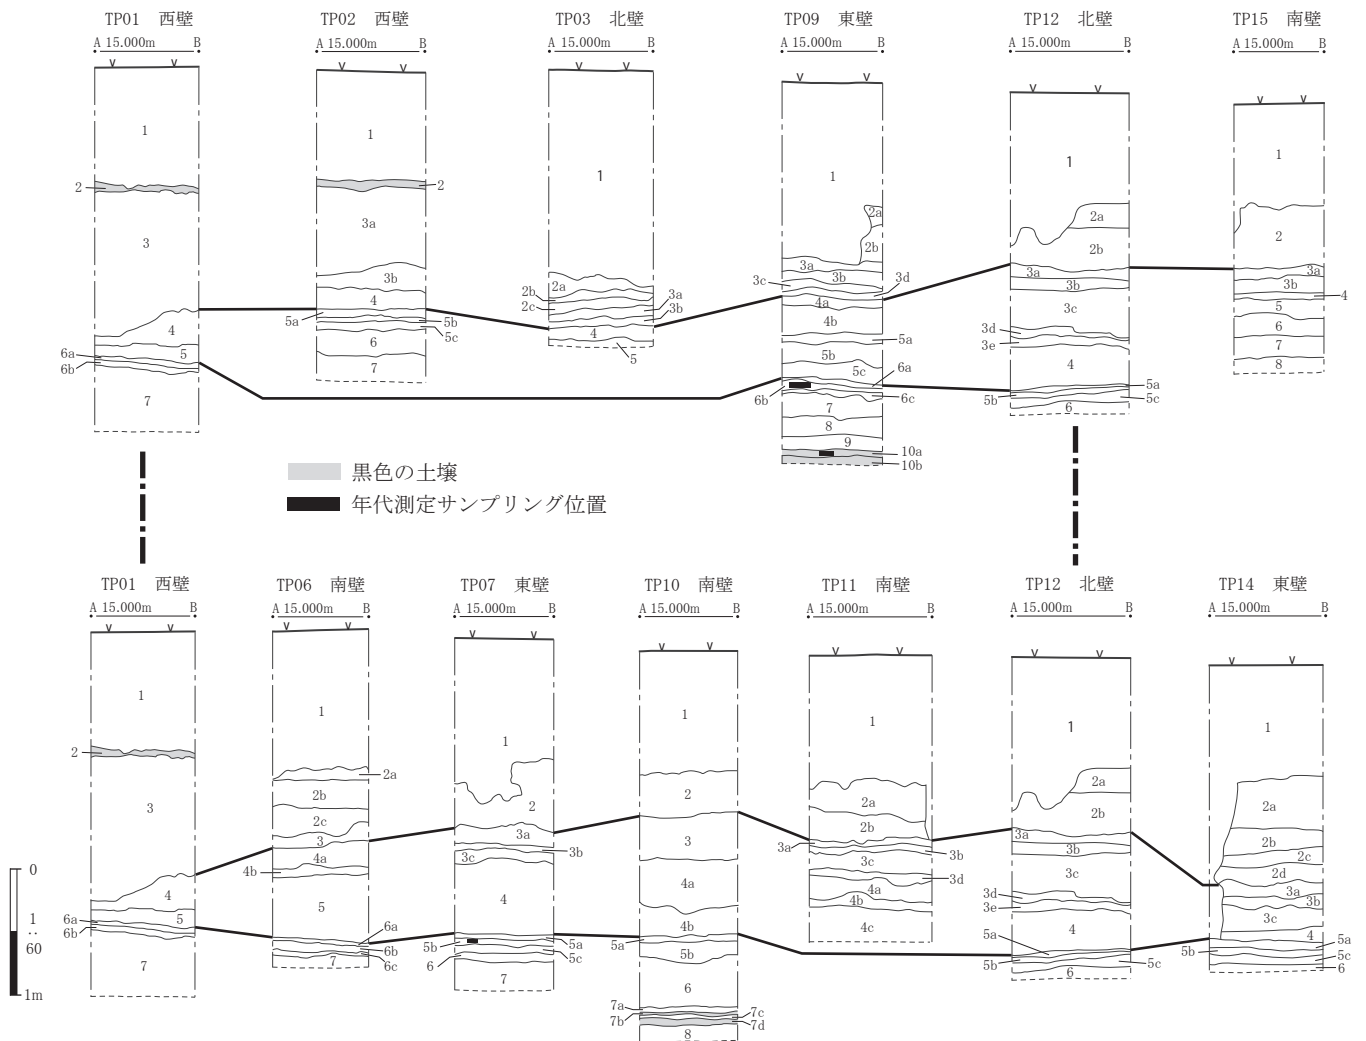 TP01　西壁
TP02　西壁
TP03　北壁
TP09　東壁
TP12　北壁
TP15　南壁
A 15.000m B
A 15.000m B
A 15.000m B
A 15.000m B
A 15.000m B
A 15.000m B
1
2
3
4
5
6a
6b
7
1
2
3a
3b
4
5a
5b
5c
6
7
1
2a
2b
2c
3a
3b
4
5
1
2a
2b
3a
3b
3c
3d
4a
4b
5a
5b
5c
6a
6b
6c
7
8
9
10a
10b
1
2a
2b
3a
3b
3c
3d
3e
4
5a
5b
5c
6
1
2
3a
3b
4
5
6
7
8
黒色の土壌
年代測定サンプリング位置
TP01　西壁
TP06　南壁
TP07　東壁
TP10　南壁
TP11　南壁
TP12　北壁
TP14　東壁
A 15.000m B
A 15.000m B
A 15.000m B
A 15.000m B
A 15.000m B
A 15.000m B
A 15.000m B
1
2
3
4
5
6a
6b
7
1
2a
2b
2c
3
4a
4b
5
6a
6b
6c
7
1
2
3a
3b
3c
4
5a
5b
5c
6
7
1
2
3
4a
4b
5a
5b
6
7a
7b
7c
7d
8
1
2a
2b
3a
3b
3c
3d
4a
4b
4c
1
2a
2b
3a
3b
3c
3d
3e
4
5a
5b
5c
6
1
2a
2b
2c
2d
3a
3b
3c
4
5a
5b
5c
6
0
1
:
60
1m